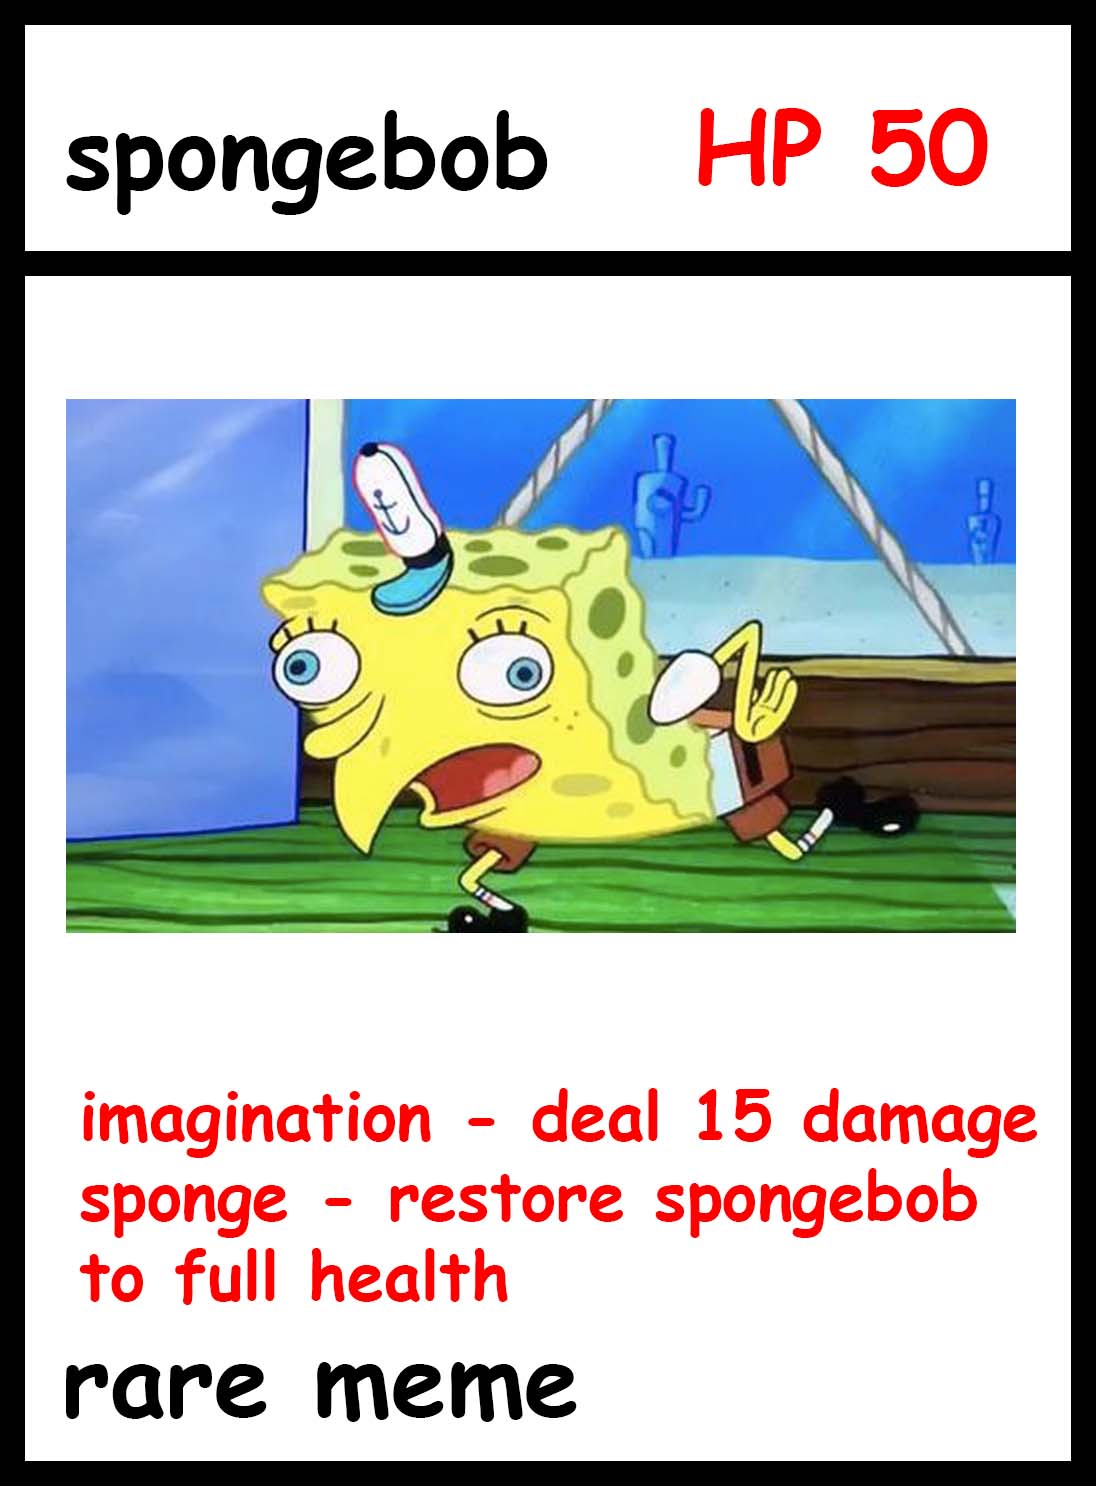 spongebob HP 50
imagination - deal 15 damage
sponge - restore spongebob
to full health
rare meme